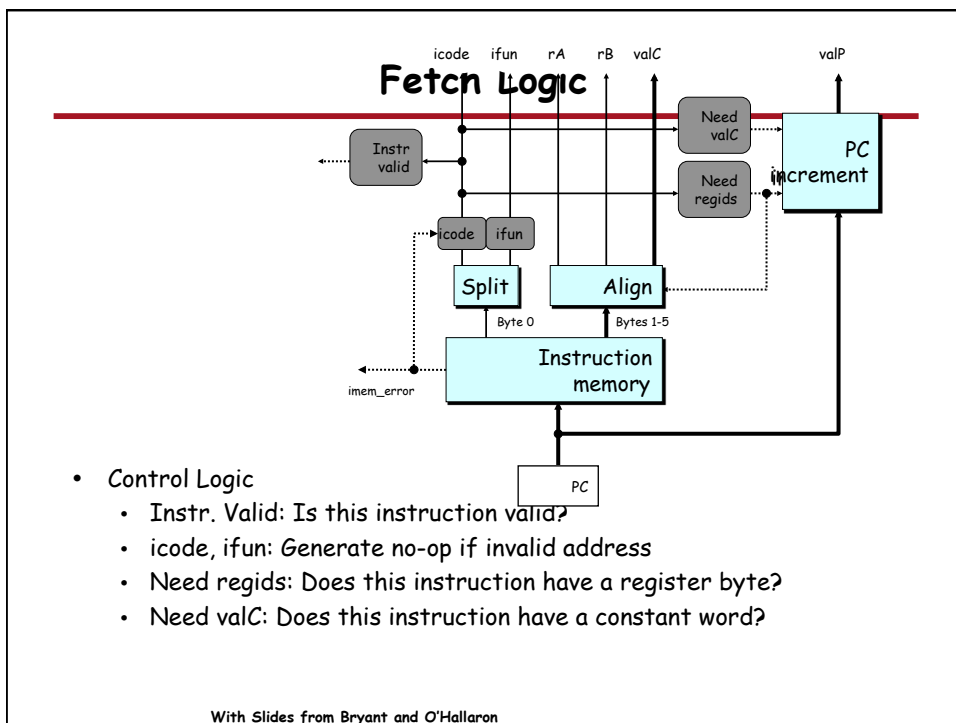 icode ifun rA rB valC valP
Fetch Logic
Need
valC
Instr
valid
PC
increment
Need
regids
icode ifun
Split Align
Byte 0 Bytes 1-5
Instruction
memory
imem_error
PC
• Control Logic
• Instr. Valid: Is this instruction valid?
• icode, ifun: Generate no-op if invalid address
• Need regids: Does this instruction have a register byte?
• Need valC: Does this instruction have a constant word?
With Slides from Bryant and O'Hallaron